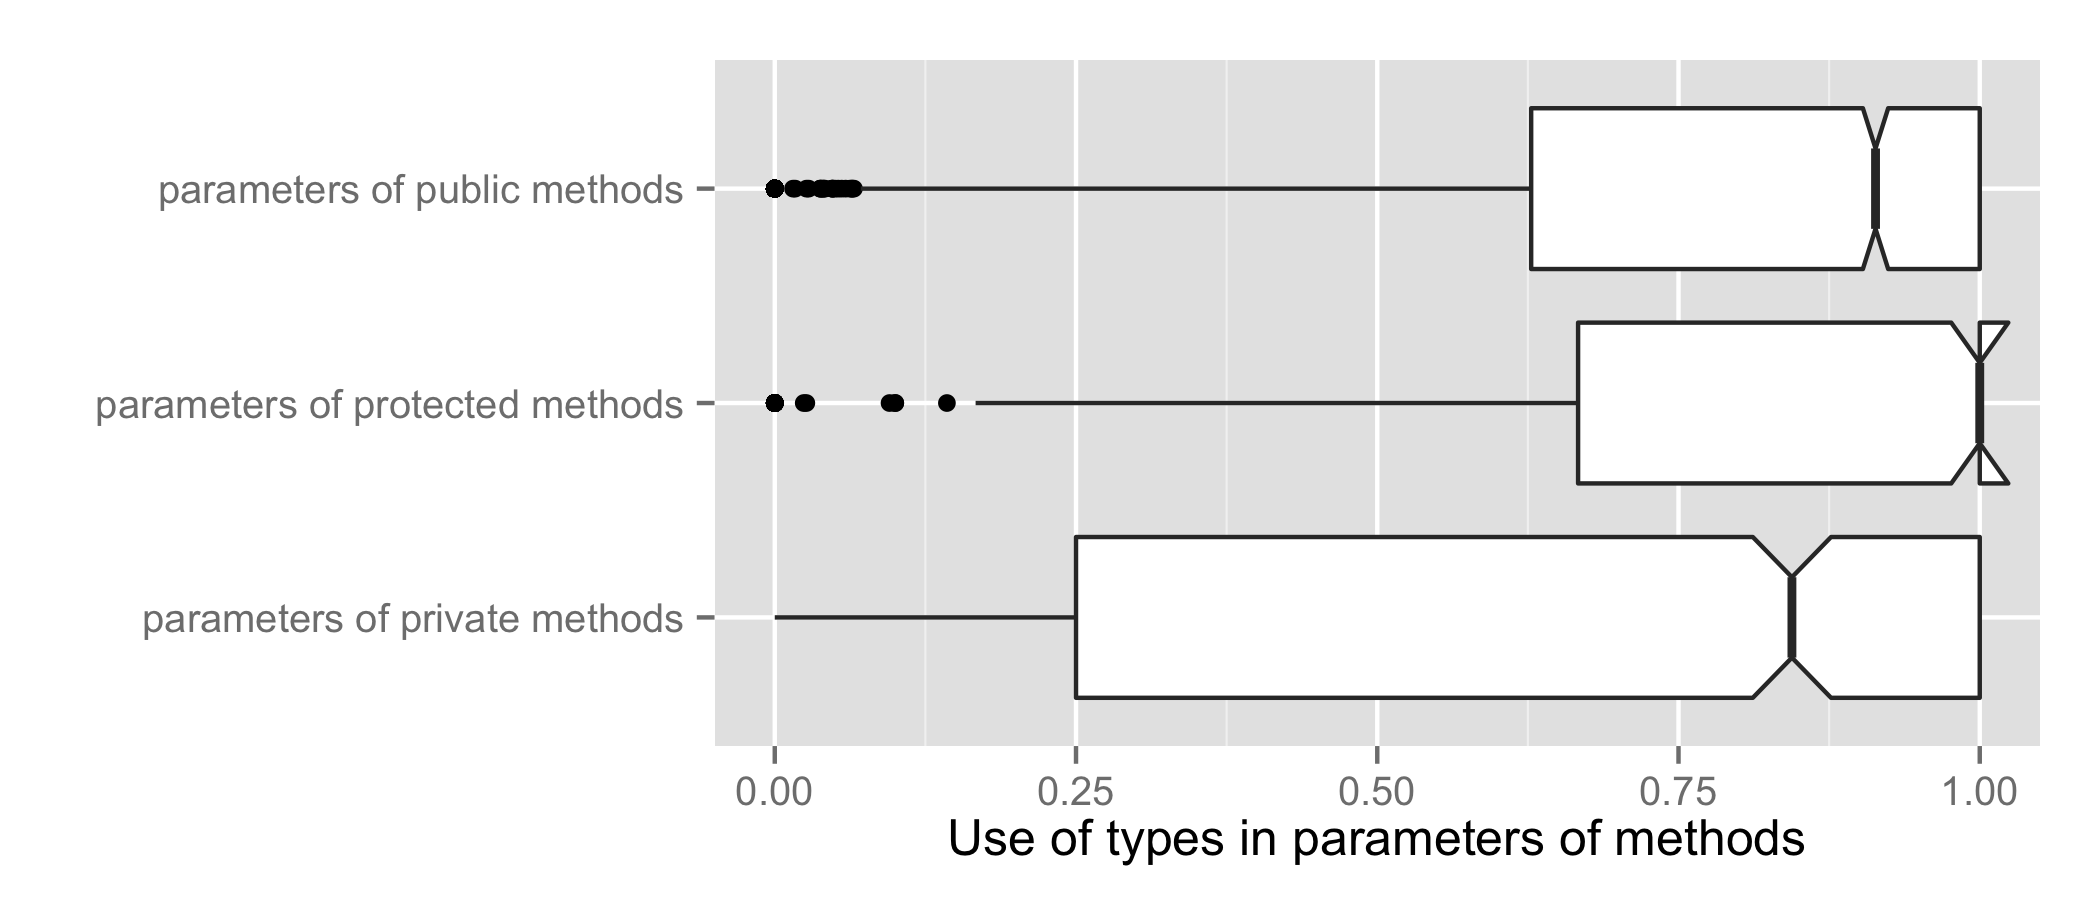 parameters of public methods
parameters of protected methods
parameters of private methods
0.00 0.25 0.50 0.75 1.00
Use of types in parameters of methods